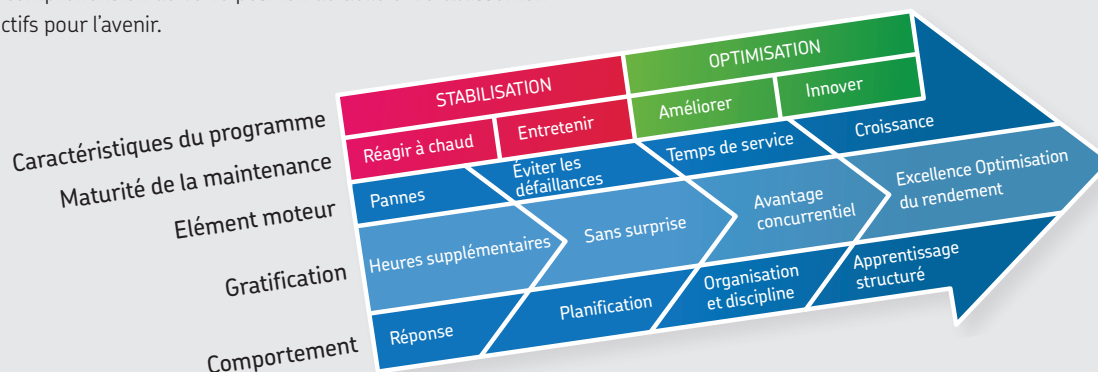 ctifs pour l'avenir.
STABILISATION
OPTIMISATION
Caractéristiques du programme
Réagir à chaud
Entretenir
Améliorer
Innover
Maturité de la maintenance
Pannes
Éviter les
défaillances
Temps de service
Croissance
Elément moteur
Heures supplémentaires
Sans surprise
Avantage
concurrentiel
Excellence Optimisation
du rendement
Gratification
Réponse
Planification
Organisation
et discipline
Apprentissage
structuré
Comportement